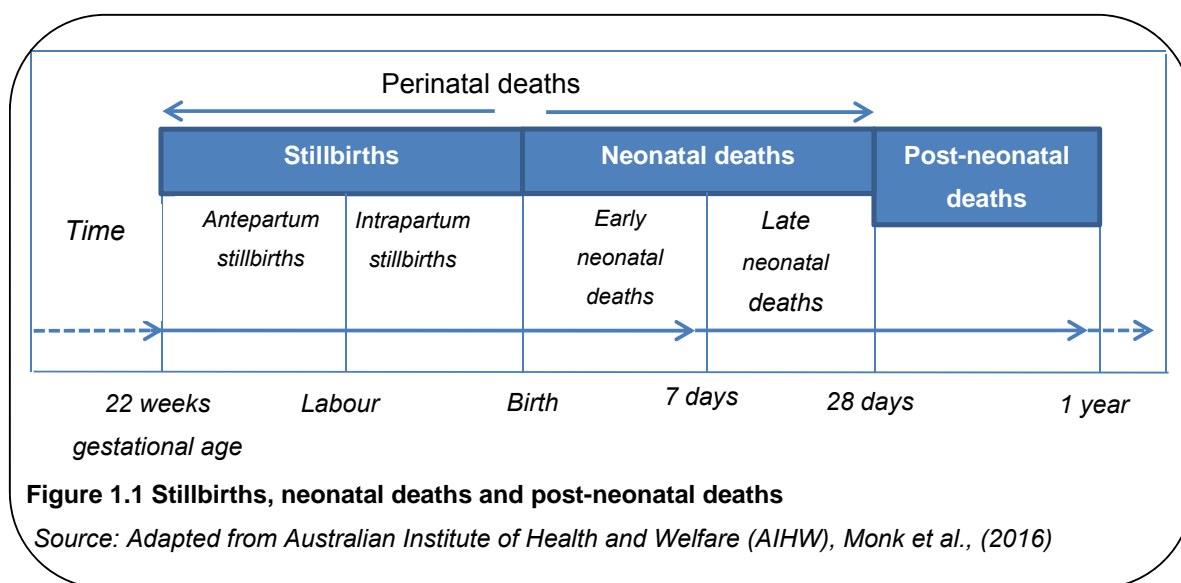 Perinatal deaths
Stillbirths
Neonatal deaths
Post-neonatal
deaths
Time
Antepartum
stillbirths
Intrapartum
stillbirths
Early
neonatal
deaths
Late
neonatal
deaths
22 weeks
gestational age
Labour
Birth
7 days
28 days
1 year
Figure 1.1 Stillbirths, neonatal deaths and post-neonatal deaths
Source: Adapted from Australian Institute of Health and Welfare (AIHW), Monk et al., (2016)